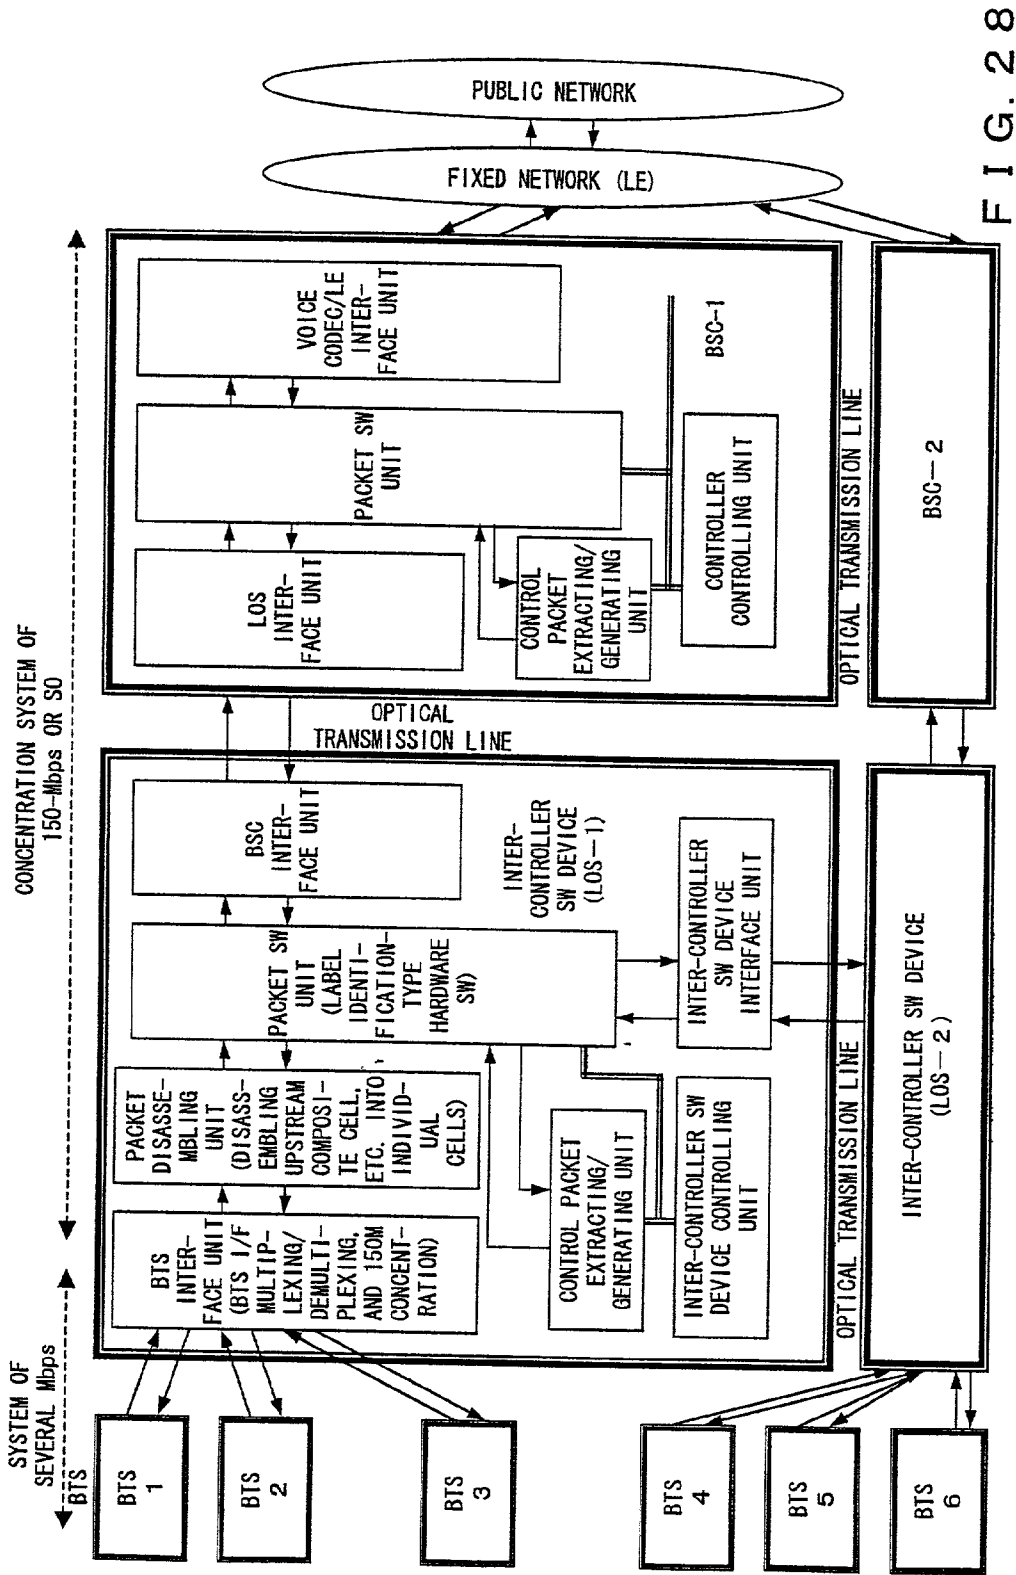 SYSTEM OF
SEVERAL Mbps
CONCENTRATION SYSTEM OF
150-Mbps OR SO
BTS
BTS
1
BTS
2
BTS
3
BTS
4
BTS
5
BTS
6
BTS
INTER-
FACE UNIT
(BTS I/F
MULTIP-
LEXING/
DEMULTI-
PLEXING,
AND 150M
CONCENT-
RATION)
PACKET
DISASSE-
MBLING
UNIT
(DISASS-
EMBLING
UPSTREAM
COMPOSI-
TE CELL,
ETC. INTO
INDIVID-
UAL
CELLS)
PACKET SW
UNIT
(LABEL
IDENTI-
FICATION-
TYPE
HARDWARE
SW)
BSC
INTER-
FACE UNIT
INTER-
CONTROLLER
SW DEVICE
(LOS-1)
CONTROL PACKET
EXTRACTING/
GENERATING UNIT
INTER-CONTROLLER SW
DEVICE CONTROLLING
UNIT
INTER-CONTROLLER
SW DEVICE
INTERFACE UNIT
OPTICAL
TRANSMISSION LINE
LOS
INTER-
FACE UNIT
PACKET SW
UNIT
VOICE
CODEC/LE
INTER-
FACE UNIT
CONTROL
PACKET
EXTRACTING/
GENERATING
UNIT
CONTROLLER
CONTROLLING UNIT
BSC-1
OPTICAL TRANSMISSION LINE
OPTICAL TRANSMISSION LINE
INTER-CONTROLLER SW DEVICE
(LOS-2)
BSC-2
FIXED NETWORK (LE)
PUBLIC NETWORK
FIG. 28